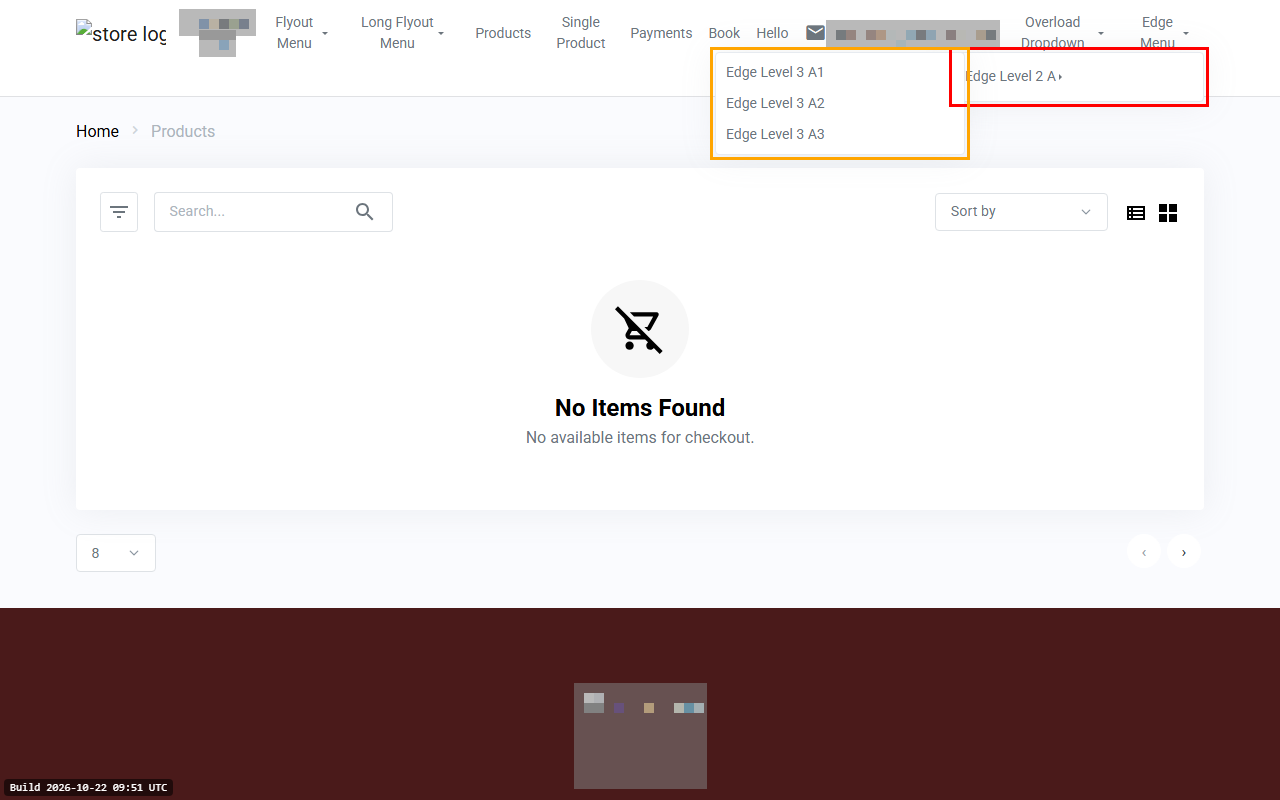 store log
Flyout
Menu
Long Flyout
Menu
Products
Single
Product
Payments
Book
Hello
Overload
Dropdown
Edge
Menu
Edge Level 3 A1
Edge Level 3 A2
Edge Level 3 A3
Edge Level 2 A
Home
Products
Search...
Sort by
No Items Found
No available items for checkout.
8
Build 2026-10-22 09:51 UTC